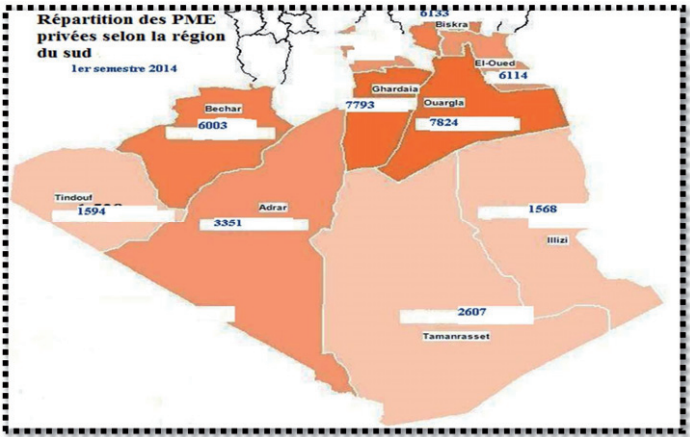 Répartition des PME
privées selon la région
du sud
1er semestre 2014
6133
Biskra
El-Oued
6114
Ghardaia
7793
Ouargla
7824
Bechar
6003
Tindouf
1594
Adrar
3351
1568
Illizi
2607
Tamanrasset